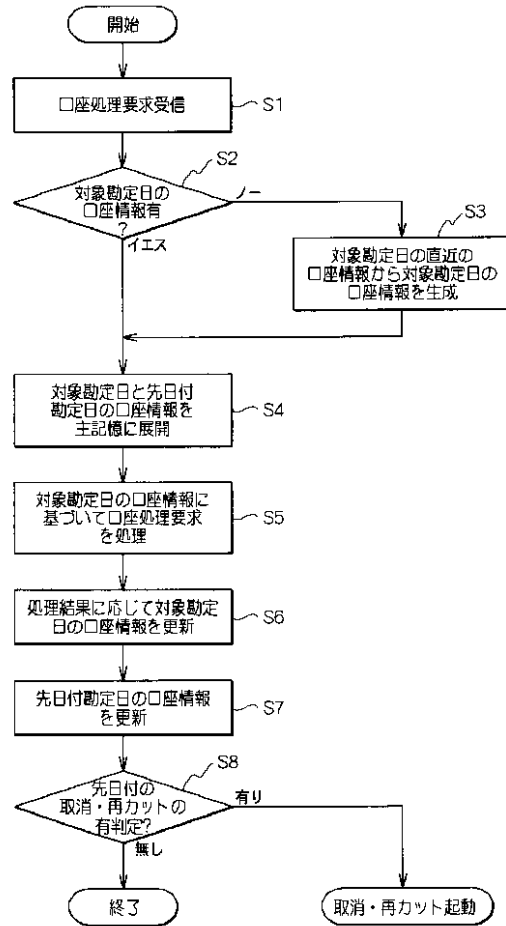 開始
口座処理要求受信
S1
S2
対象勘定日の
口座情報有
?
ノー
イエス
S3
対象勘定日の直近の
口座情報から対象勘定日の
口座情報を生成
対象勘定日と先日付
勘定日の口座情報を
主記憶に展開
S4
対象勘定日の口座情報に
基づいて口座処理要求
を処理
S5
処理結果に応じて対象勘定
日の口座情報を更新
S6
先日付勘定日の口座情報
を更新
S7
S8
先日付の
取消・再カットの
有判定?
有り
無し
終了
取消・再カット起動